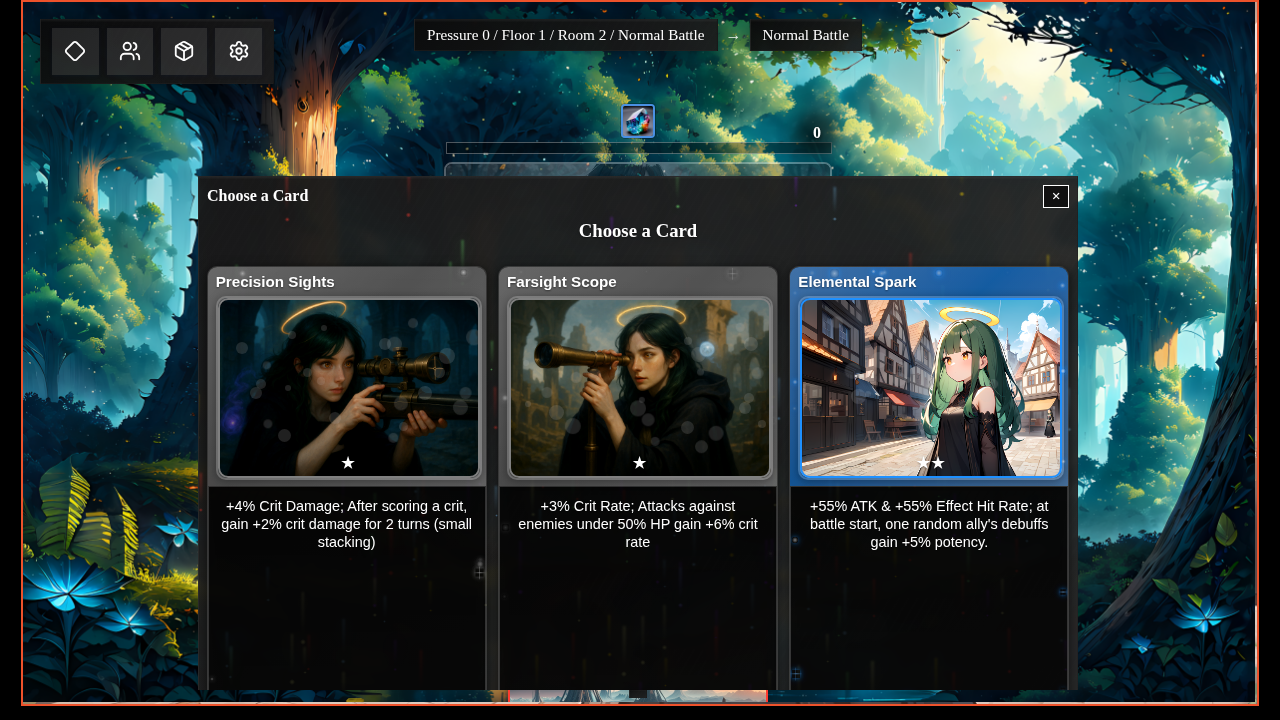 Pressure 0 / Floor 1 / Room 2 / Normal Battle → Normal Battle
0
Choose a Card
×
Choose a Card
Precision Sights
Farsight Scope
Elemental Spark
★
★
★★
+4% Crit Damage; After scoring a crit,
gain +2% crit damage for 2 turns (small
stacking)
+3% Crit Rate; Attacks against
enemies under 50% HP gain +6% crit
rate
+55% ATK & +55% Effect Hit Rate; at
battle start, one random ally's debuffs
gain +5% potency.